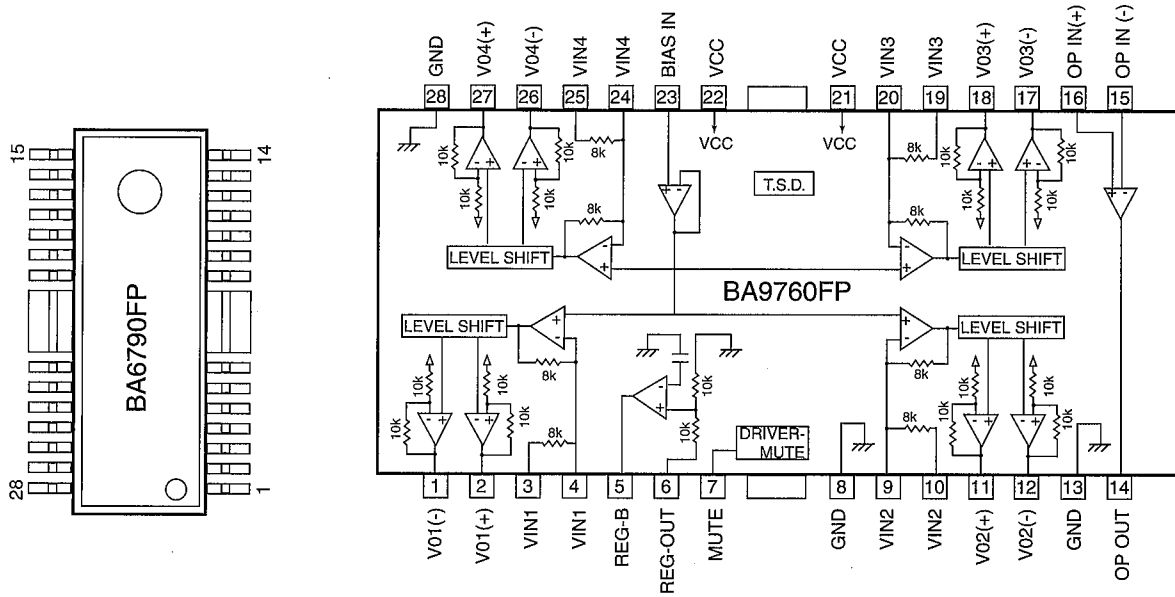 15
14
BA6790FP
28
1
GND
V04(+)
V04(-)
VIN4
VIN4
BIAS IN
VCC
VCC
VIN3
VIN3
V03(+)
V03(-)
OP IN(+)
OP IN (-)
28
27
26
25
24
23
22
21
20
19
18
17
16
15
10k
10k
8k
VCC
VCC
8k
10k
10k
10k
10k
T.S.D.
10k
10k
8k
8k
LEVEL SHIFT
LEVEL SHIFT
BA9760FP
LEVEL SHIFT
LEVEL SHIFT
8k
8k
10k
10k
10k
10k
10k
10k
10k
10k
8k
10k
DRIVER-
MUTE
8k
10k
10k
1
2
3
4
5
6
7
8
9
10
11
12
13
14
V01(-)
V01(+)
VIN1
VIN1
REG-B
REG-OUT
MUTE
GND
VIN2
VIN2
V02(+)
V02(-)
GND
OP OUT